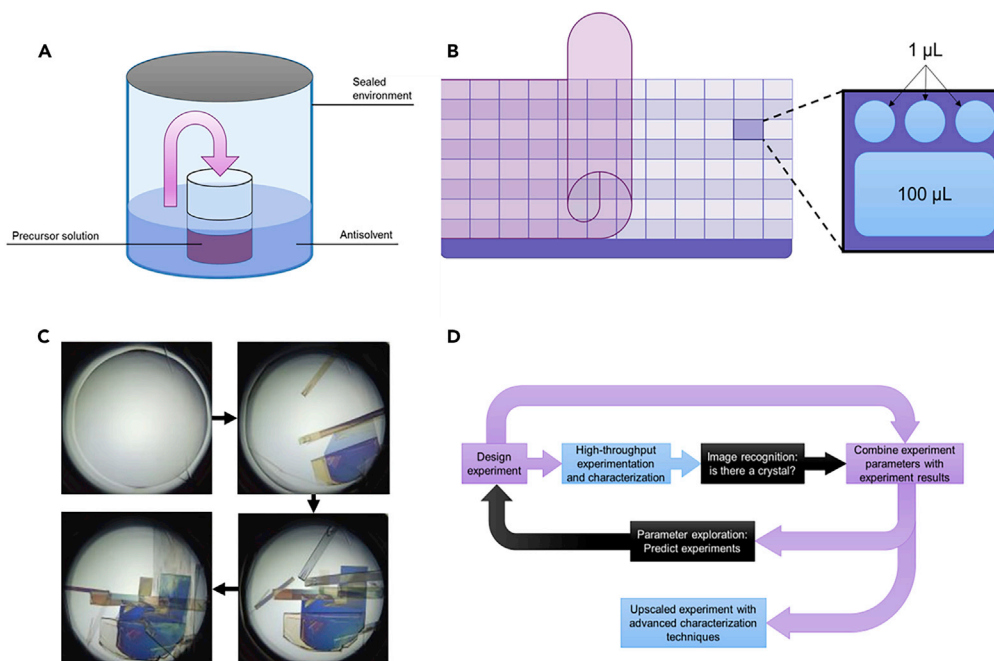 A
Sealed
environment
Precursor solution
Antisolvent
B
1 µL
100 µL
C
D
Design
experiment
High-throughput
experimentation
and characterization
Image recognition:
is there a crystal?
Combine experiment
parameters with
experiment results
Parameter exploration:
Predict experiments
Upscaled experiment with
advanced characterization
techniques